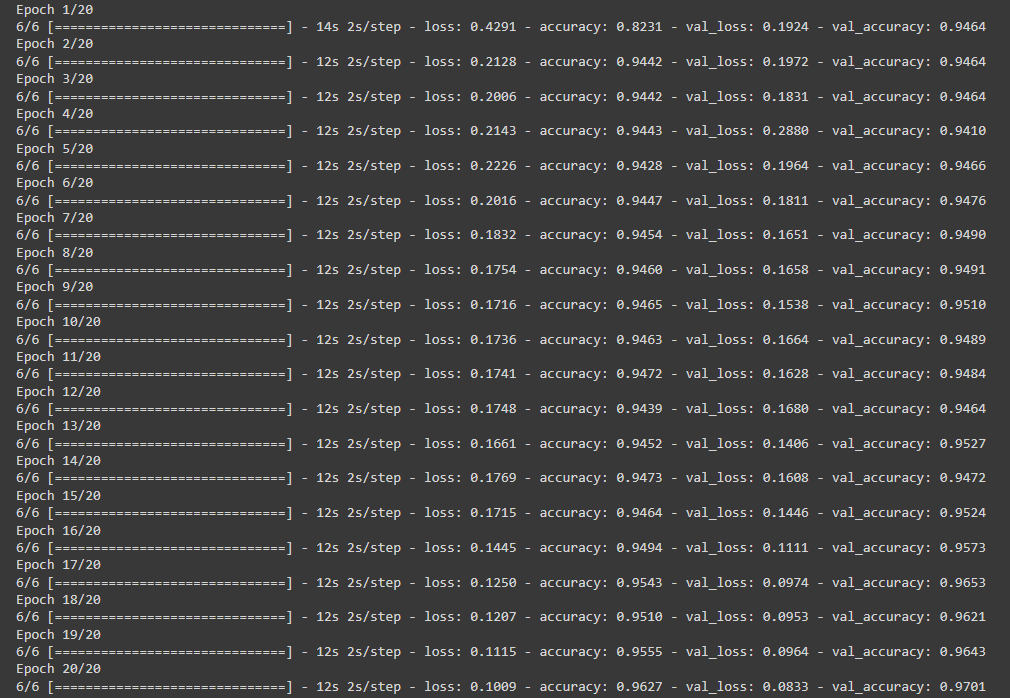 Epoch 1/20
6/6 [==============================] - 14s 2s/step - loss: 0.4291 - accuracy: 0.8231 - val_loss: 0.1924 - val_accuracy: 0.9464
Epoch 2/20
6/6 [==============================] - 12s 2s/step - loss: 0.2128 - accuracy: 0.9442 - val_loss: 0.1972 - val_accuracy: 0.9464
Epoch 3/20
6/6 [==============================] - 12s 2s/step - loss: 0.2006 - accuracy: 0.9442 - val_loss: 0.1831 - val_accuracy: 0.9464
Epoch 4/20
6/6 [==============================] - 12s 2s/step - loss: 0.2143 - accuracy: 0.9443 - val_loss: 0.2880 - val_accuracy: 0.9410
Epoch 5/20
6/6 [==============================] - 12s 2s/step - loss: 0.2226 - accuracy: 0.9428 - val_loss: 0.1964 - val_accuracy: 0.9466
Epoch 6/20
6/6 [==============================] - 12s 2s/step - loss: 0.2016 - accuracy: 0.9447 - val_loss: 0.1811 - val_accuracy: 0.9476
Epoch 7/20
6/6 [==============================] - 12s 2s/step - loss: 0.1832 - accuracy: 0.9454 - val_loss: 0.1651 - val_accuracy: 0.9490
Epoch 8/20
6/6 [==============================] - 12s 2s/step - loss: 0.1754 - accuracy: 0.9460 - val_loss: 0.1658 - val_accuracy: 0.9491
Epoch 9/20
6/6 [==============================] - 12s 2s/step - loss: 0.1716 - accuracy: 0.9465 - val_loss: 0.1538 - val_accuracy: 0.9510
Epoch 10/20
6/6 [==============================] - 12s 2s/step - loss: 0.1736 - accuracy: 0.9463 - val_loss: 0.1664 - val_accuracy: 0.9489
Epoch 11/20
6/6 [==============================] - 12s 2s/step - loss: 0.1741 - accuracy: 0.9472 - val_loss: 0.1628 - val_accuracy: 0.9484
Epoch 12/20
6/6 [==============================] - 12s 2s/step - loss: 0.1748 - accuracy: 0.9439 - val_loss: 0.1680 - val_accuracy: 0.9464
Epoch 13/20
6/6 [==============================] - 12s 2s/step - loss: 0.1661 - accuracy: 0.9452 - val_loss: 0.1406 - val_accuracy: 0.9527
Epoch 14/20
6/6 [==============================] - 12s 2s/step - loss: 0.1769 - accuracy: 0.9473 - val_loss: 0.1608 - val_accuracy: 0.9472
Epoch 15/20
6/6 [==============================] - 12s 2s/step - loss: 0.1715 - accuracy: 0.9464 - val_loss: 0.1446 - val_accuracy: 0.9524
Epoch 16/20
6/6 [==============================] - 12s 2s/step - loss: 0.1445 - accuracy: 0.9494 - val_loss: 0.1111 - val_accuracy: 0.9573
Epoch 17/20
6/6 [==============================] - 12s 2s/step - loss: 0.1250 - accuracy: 0.9543 - val_loss: 0.0974 - val_accuracy: 0.9653
Epoch 18/20
6/6 [==============================] - 12s 2s/step - loss: 0.1207 - accuracy: 0.9510 - val_loss: 0.0953 - val_accuracy: 0.9621
Epoch 19/20
6/6 [==============================] - 12s 2s/step - loss: 0.1115 - accuracy: 0.9555 - val_loss: 0.0964 - val_accuracy: 0.9643
Epoch 20/20
6/6 [==============================] - 12s 2s/step - loss: 0.1009 - accuracy: 0.9627 - val_loss: 0.0833 - val_accuracy: 0.9701